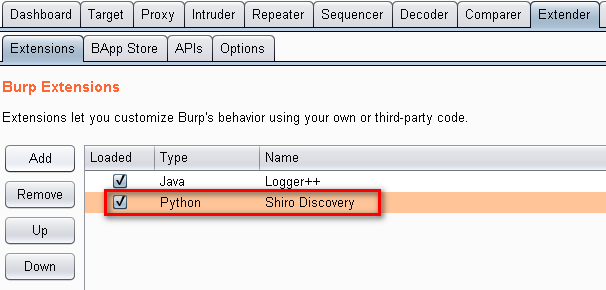 Dashboard Target Proxy Intruder Repeater Sequencer Decoder Comparer Extender
Extensions BApp Store APIs Options
Burp Extensions
Extensions let you customize Burp's behavior using your own or third-party code.
Add Loaded Type Name
Java Logger++
Remove Python Shiro Discovery
Up
Down